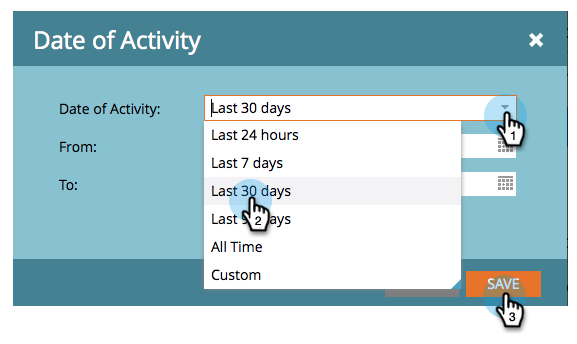 Date of Activity
Date of Activity: Last 30 days
1
From:
Last 24 hours
Last 7 days
To:
Last 30 days
2
Last days
All Time
Custom
SAVE
3